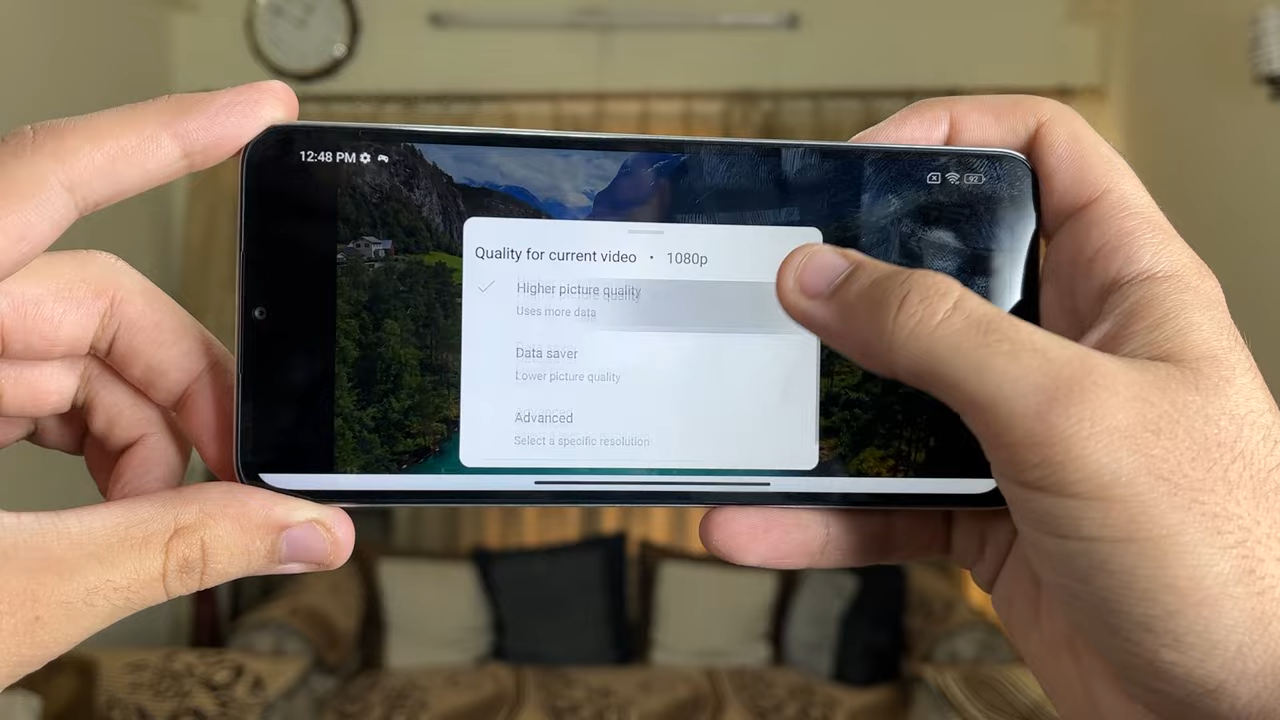 12:48 PM
92
Quality for current video • 1080p
Higher picture quality
Uses more data
Data saver
Lower picture quality
Advanced
Select a specific resolution